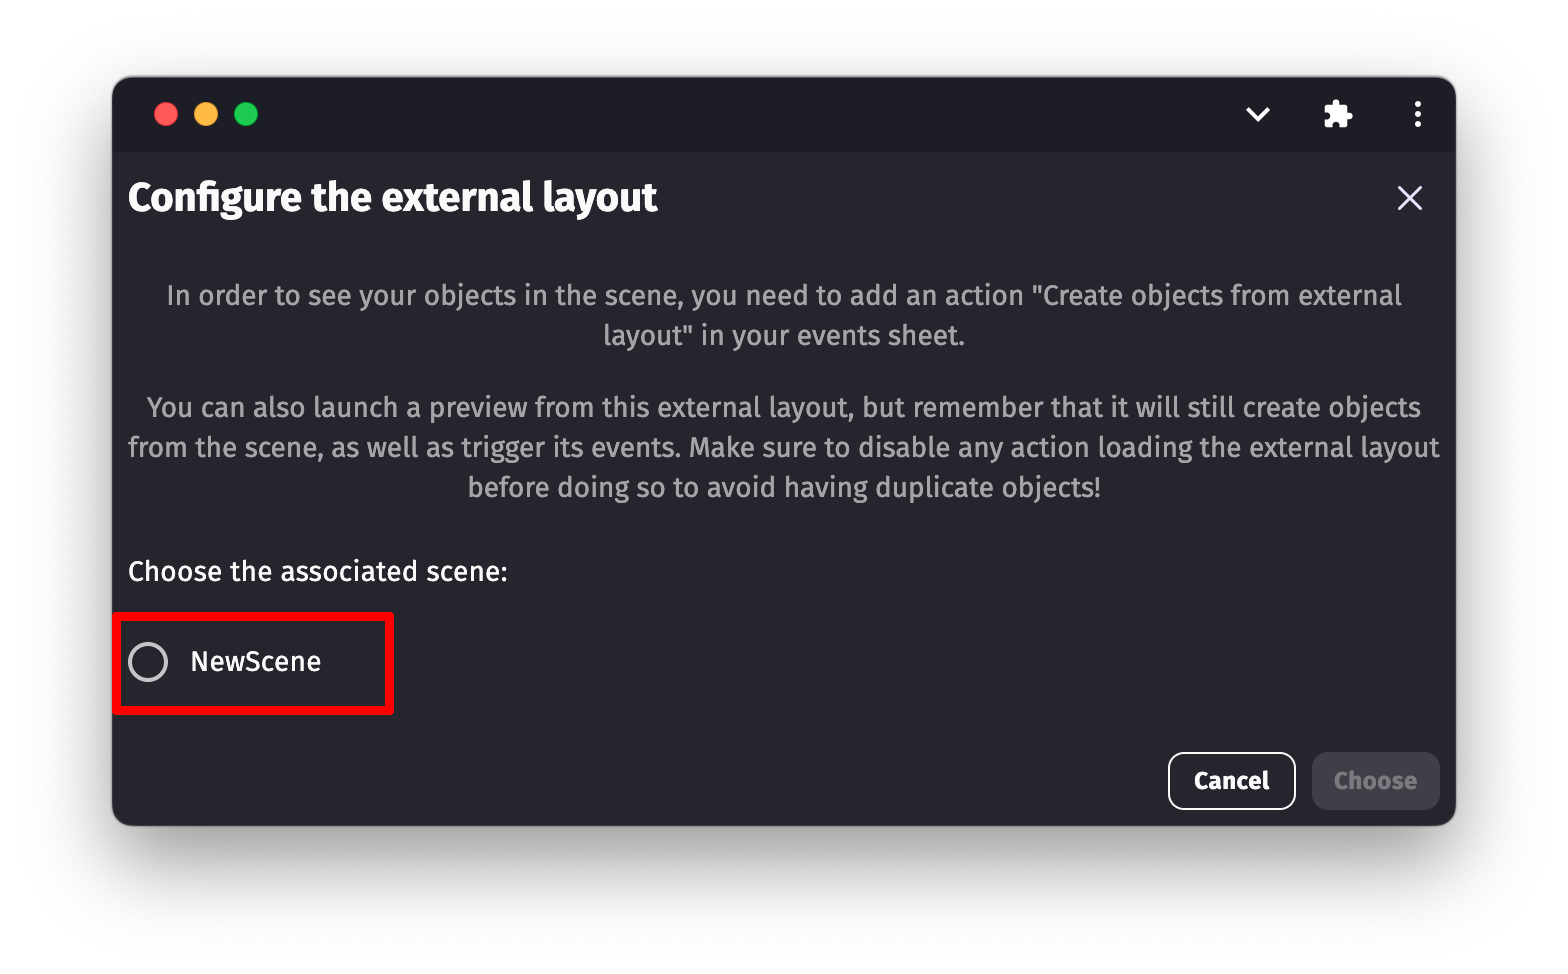 Configure the external layout
In order to see your objects in the scene, you need to add an action "Create objects from external
layout" in your events sheet.
You can also launch a preview from this external layout, but remember that it will still create objects
from the scene, as well as trigger its events. Make sure to disable any action loading the external layout
before doing so to avoid having duplicate objects!
Choose the associated scene:
NewScene
Cancel
Choose